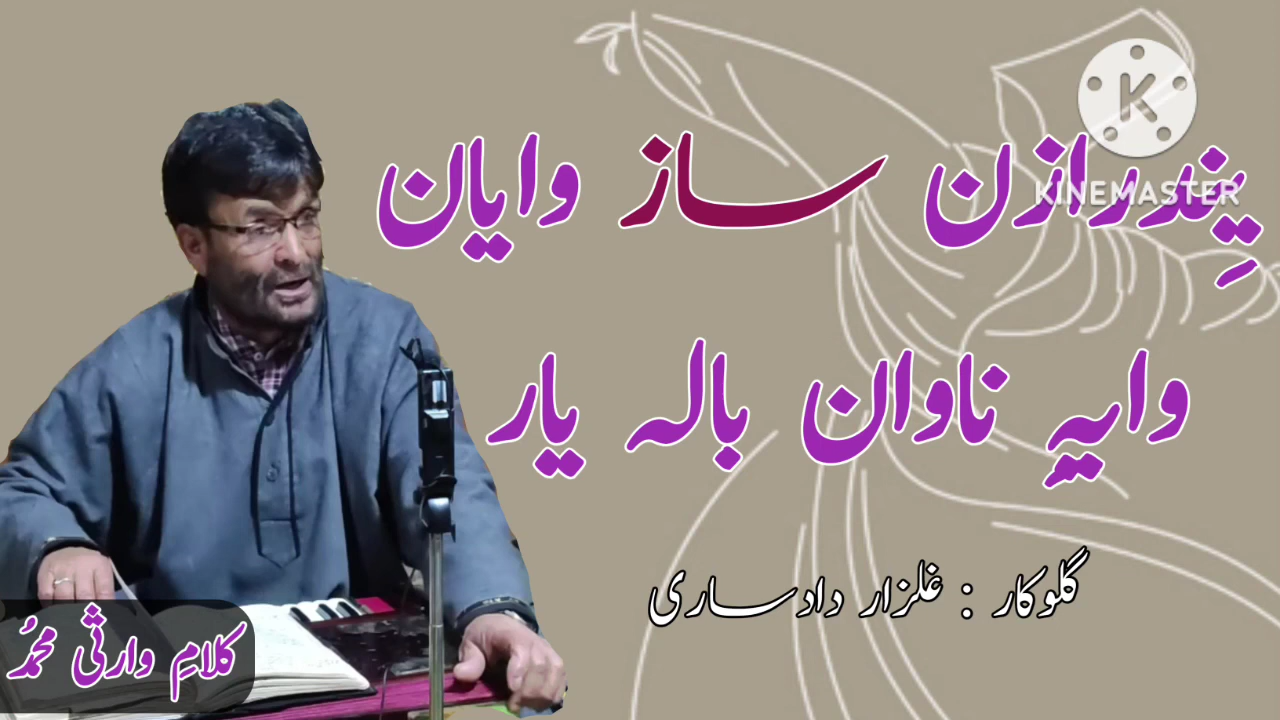 پِندرازن ساز وایان
وایہِ ناوان بالہ یار
گلوکار : غلزار دادساری
کلامِ وارثی محمدُ
K
KINEMASTER